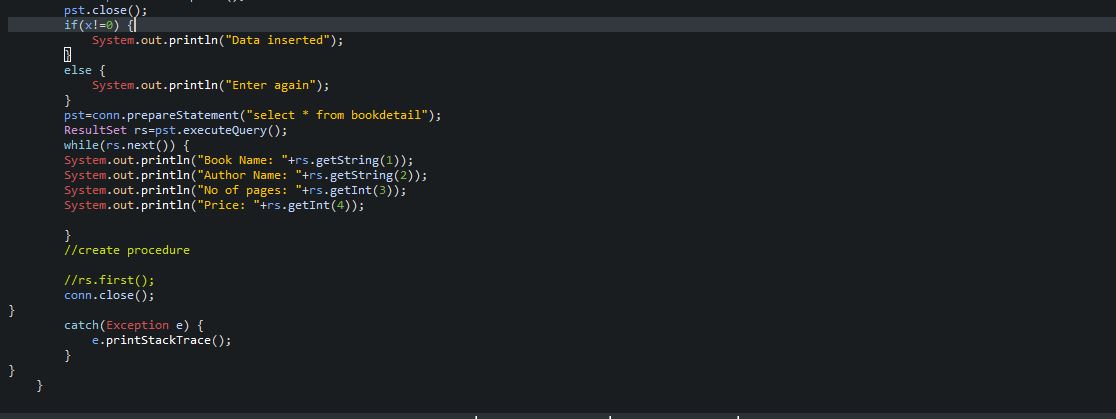 pst.close();
if(x!=0) {
System.out.println("Data inserted");
}
else {
System.out.println("Enter again");
}
pst=conn.prepareStatement("select * from bookdetail");
ResultSet rs=pst.executeQuery();
while(rs.next()) {
System.out.println("Book Name: "+rs.getString(1));
System.out.println("Author Name: "+rs.getString(2));
System.out.println("No of pages: "+rs.getInt(3));
System.out.println("Price: "+rs.getInt(4));
}
//create procedure
//rs.first();
conn.close();
}
catch(Exception e) {
e.printStackTrace();
}
}
}